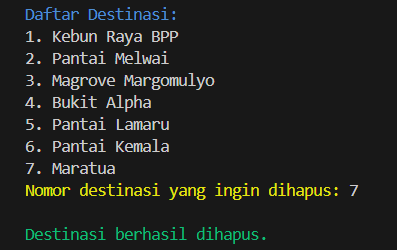 Daftar Destinasi:
1. Kebun Raya BPP
2. Pantai Melwai
3. Magrove Margomulyo
4. Bukit Alpha
5. Pantai Lamaru
6. Pantai Kemala
7. Maratua
Nomor destinasi yang ingin dihapus: 7
Destinasi berhasil dihapus.